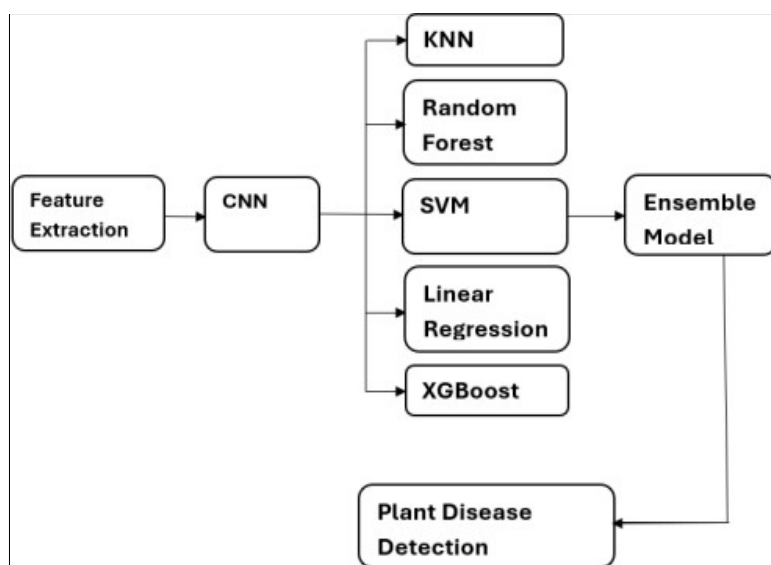 KNN
Random
Forest
Feature
Extraction
CNN
SVM
Ensemble
Model
Linear
Regression
XGBoost
Plant Disease
Detection